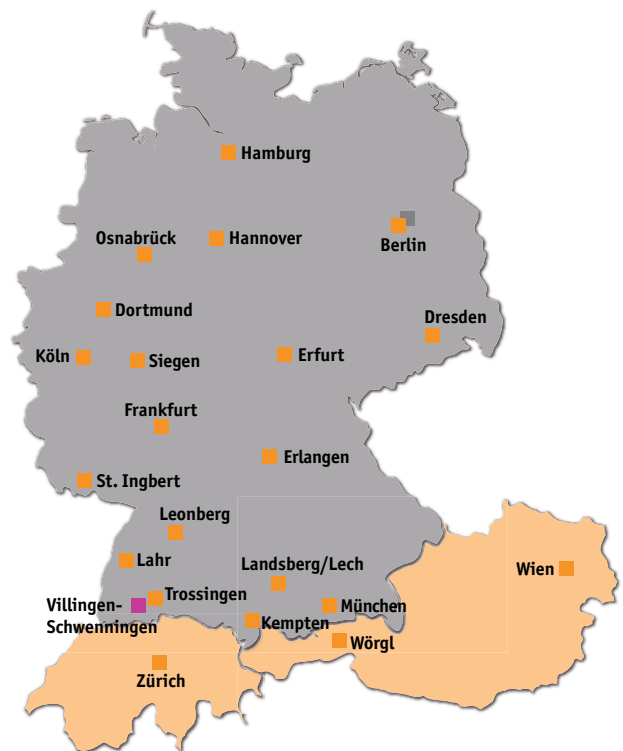 Hamburg
Osnabrück
Hannover
Berlin
Dortmund
Dresden
Köln
Siegen
Erfurt
Frankfurt
Erlangen
St. Ingbert
Leonberg
Lahr
Landsberg/Lech
Wien
Trossingen
Villingen-
Schwenningen
München
Kempten
Wörgl
Zürich